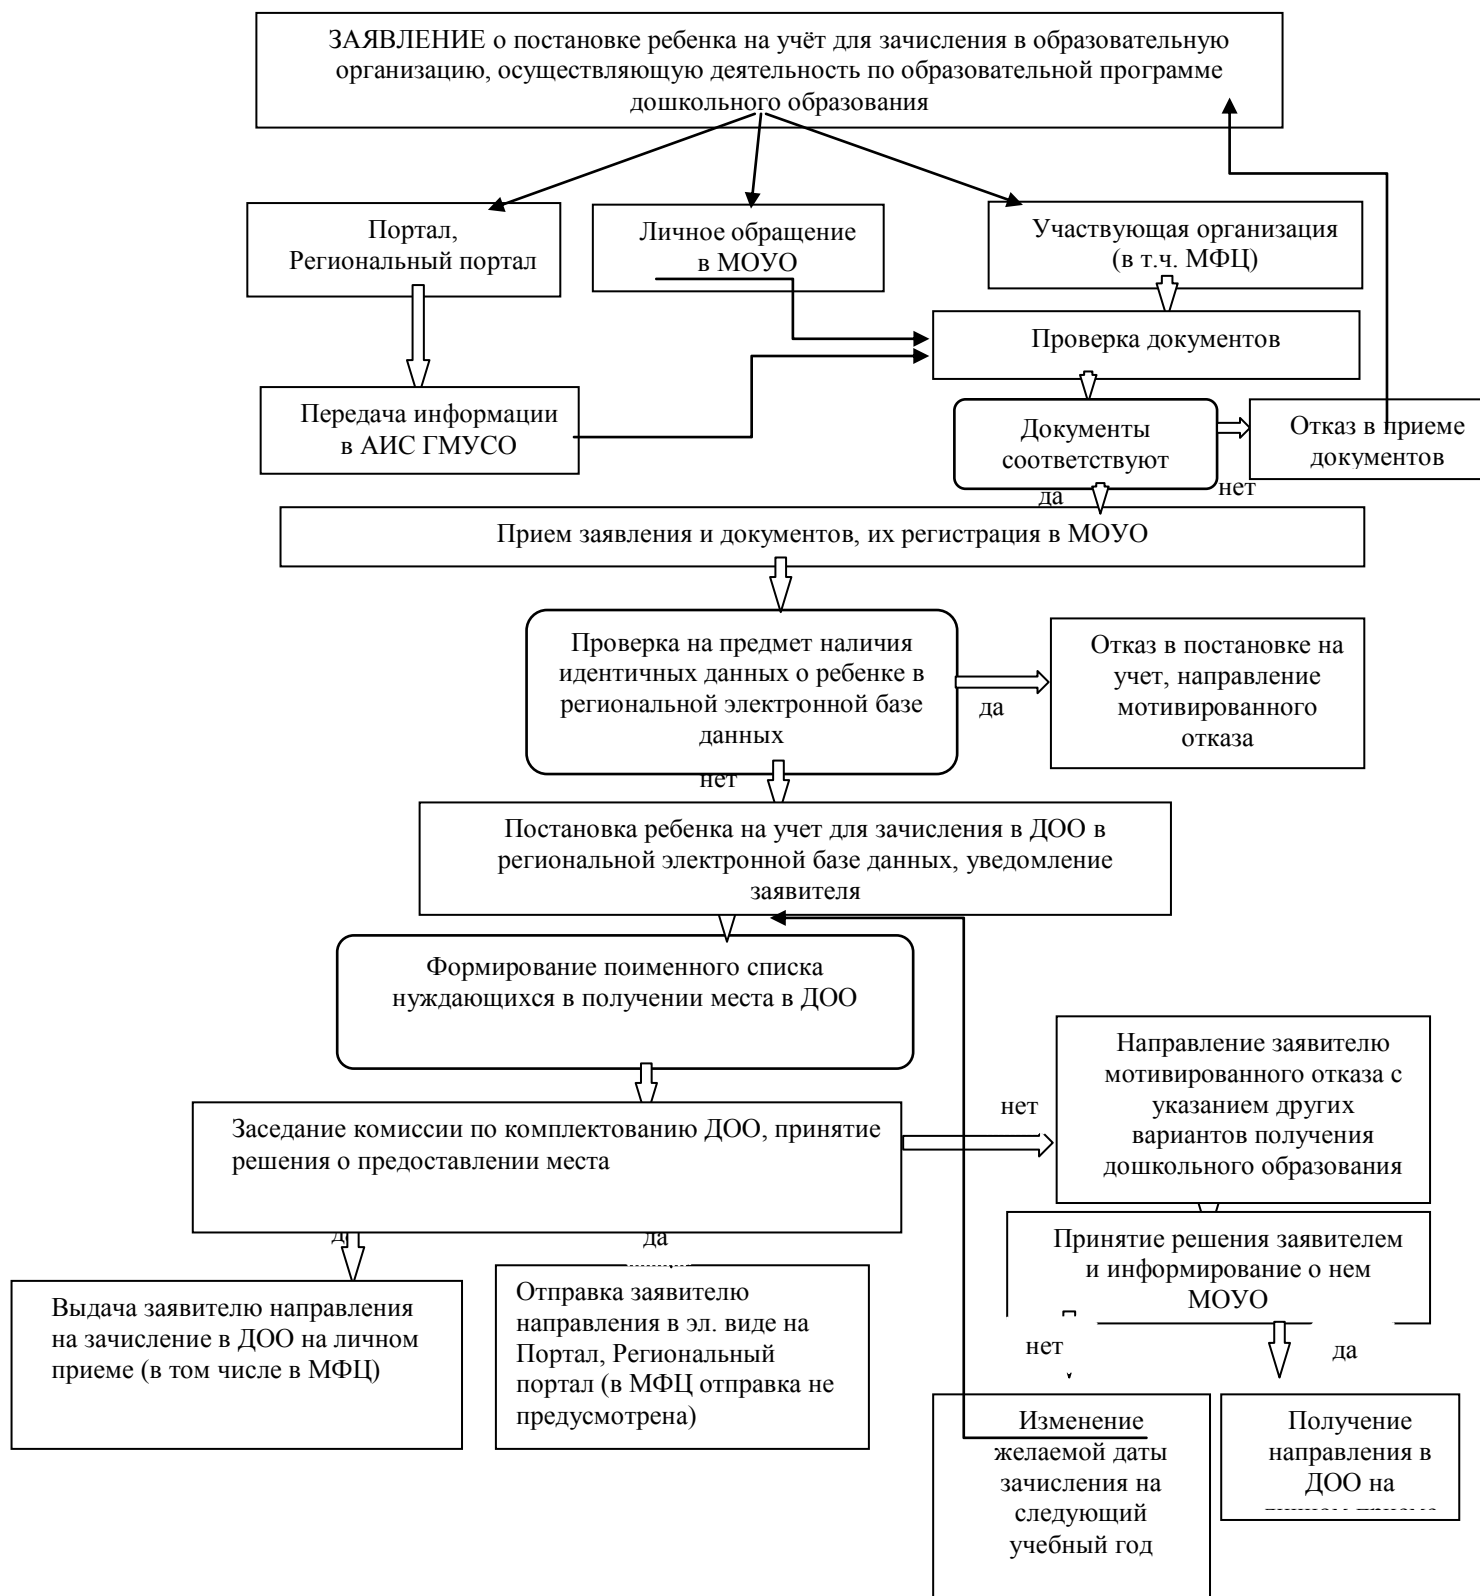 ЗАЯВЛЕНИЕ о постановке ребенка на учёт для зачисления в образовательную
организацию, осуществляющую деятельность по образовательной программе
дошкольного образования
Портал,
Региональный портал
Личное обращение
в МОУО
Участвующая организация
(в т.ч. МФЦ)
Проверка документов
Передача информации
в АИС ГМУСО
Документы
соответствуют
Отказ в приеме
документов
да
нет
Прием заявления и документов, их регистрация в МОУО
Проверка на предмет наличия
идентичных данных о ребенке в
региональной электронной базе
данных
да
Отказ в постановке на
учет, направление
мотивированного
отказа
нет
Постановка ребенка на учет для зачисления в ДОО в
региональной электронной базе данных, уведомление
заявителя
Формирование поименного списка
нуждающихся в получении места в ДОО
Заседание комиссии по комплектованию ДОО, принятие
решения о предоставлении места
нет
Направление заявителю
мотивированного отказа с
указанием других
вариантов получения
дошкольного образования
Принятие решения заявителем
и информирование о нем
МОУО
да
Выдача заявителю направления
на зачисление в ДОО на личном
приеме (в том числе в МФЦ)
Отправка заявителю
направления в эл. виде на
Портал, Региональный
портал (в МФЦ отправка не
предусмотрена)
нет
да
Изменение
желаемой даты
зачисления на
следующий
учебный год
Получение
направления в
ДОО на